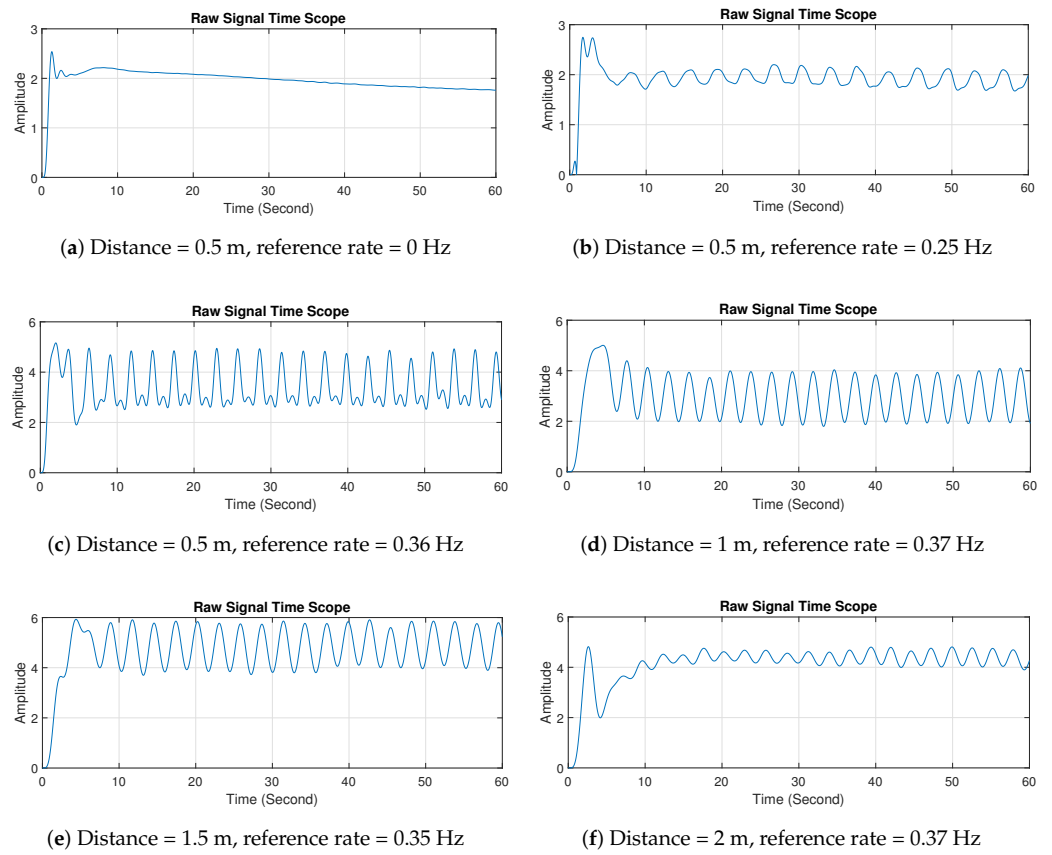 Raw Signal Time Scope
Amplitude
3
2
1
0
0 10 20 30 40 50 60
Time (Second)
(a) Distance = 0.5 m, reference rate = 0 Hz
Raw Signal Time Scope
Amplitude
3
2
1
0
0 10 20 30 40 50 60
Time (Second)
(b) Distance = 0.5 m, reference rate = 0.25 Hz
Raw Signal Time Scope
Amplitude
6
4
2
0
0 10 20 30 40 50 60
Time (Second)
(c) Distance = 0.5 m, reference rate = 0.36 Hz
Raw Signal Time Scope
Amplitude
6
4
2
0
0 10 20 30 40 50 60
Time (Second)
(d) Distance = 1 m, reference rate = 0.37 Hz
Raw Signal Time Scope
Amplitude
6
4
2
0
0 10 20 30 40 50 60
Time (Second)
(e) Distance = 1.5 m, reference rate = 0.35 Hz
Raw Signal Time Scope
Amplitude
6
4
2
0
0 10 20 30 40 50 60
Time (Second)
(f) Distance = 2 m, reference rate = 0.37 Hz